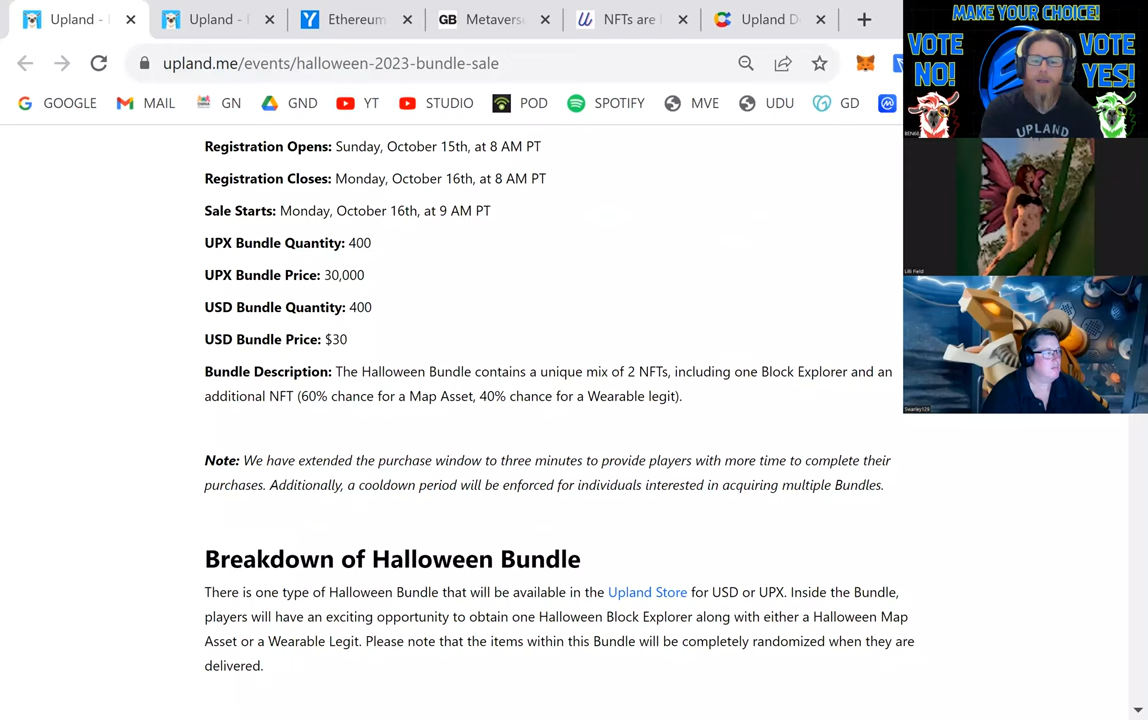 Upland -
Upland -
Ethereum
GB Metaverse
NFTs are
Upland D
upland.me/events/halloween-2023-bundle-sale
GOOGLE
MAIL
GN
GND
YT
STUDIO
POD
SPOTIFY
MVE
UDU
GD
Registration Opens: Sunday, October 15th, at 8 AM PT
Registration Closes: Monday, October 16th, at 8 AM PT
Sale Starts: Monday, October 16th, at 9 AM PT
UPX Bundle Quantity: 400
UPX Bundle Price: 30,000
USD Bundle Quantity: 400
USD Bundle Price: $30
Bundle Description: The Halloween Bundle contains a unique mix of 2 NFTs, including one Block Explorer and an
additional NFT (60% chance for a Map Asset, 40% chance for a Wearable legit).
Note: We have extended the purchase window to three minutes to provide players with more time to complete their
purchases. Additionally, a cooldown period will be enforced for individuals interested in acquiring multiple Bundles.
Breakdown of Halloween Bundle
There is one type of Halloween Bundle that will be available in the Upland Store for USD or UPX. Inside the Bundle,
players will have an exciting opportunity to obtain one Halloween Block Explorer along with either a Halloween Map
Asset or a Wearable Legit. Please note that the items within this Bundle will be completely randomized when they are
delivered.
MAKE YOUR CHOICE!
VOTE NO!
VOTE YES!
UPLAND
BEN68
Lilli Field
Swarley129